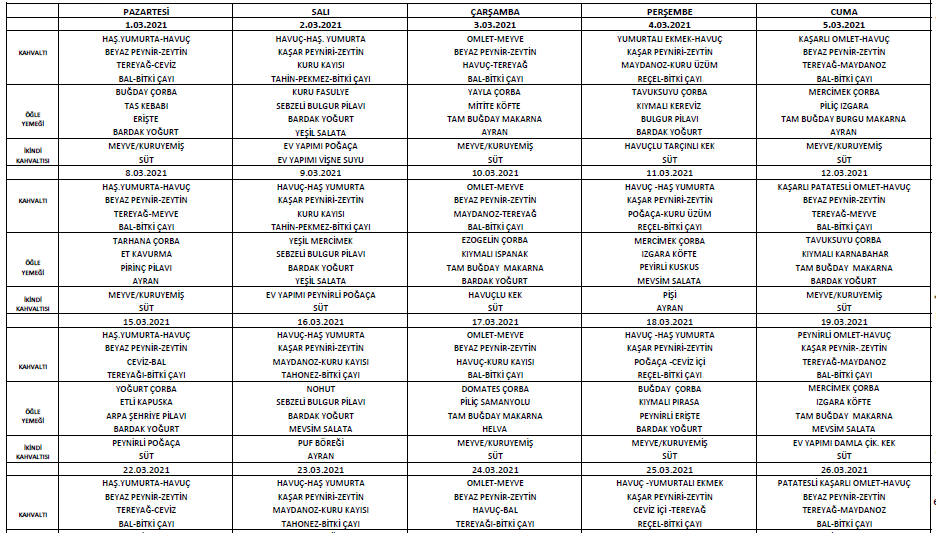 PAZARTESİ SALI ÇARŞAMBA PERŞEMBE CUMA
1.03.2021 2.03.2021 3.03.2021 4.03.2021 5.03.2021
KAHVALTI
HAŞ.YUMURTA-HAVUÇ HAVUÇ-HAŞ. YUMURTA OMLET-MEYVE YUMURTALI EKMEK-HAVUÇ KAŞARLI OMLET-HAVUÇ
BEYAZ PEYNİR-ZEYTİN KAŞAR PEYNİRİ-ZEYTİN BEYAZ PEYNİR-ZEYTİN KAŞAR PEYNİRİ-ZEYTİN BEYAZ PEYNİR-ZEYTİN
TEREYAĞ-CEVİZ KURU KAYISI HAVUÇ-TEREYAĞ MAYDANOZ-KURU ÜZÜM TEREYAĞ-MAYDANOZ
BAL-BİTKİ ÇAYI TAHİN-PEKMEZ-BİTKİ ÇAYI BAL-BİTKİ ÇAYI REÇEL-BİTKİ ÇAYI BAL-BİTKİ ÇAYI
ÖĞLE YEMEĞİ
BUĞDAY ÇORBA KURU FASULYE YAYLA ÇORBA TAVUKSUYU ÇORBA MERCİMEK ÇORBA
TAS KEBABI SEBZELİ BULGUR PİLAVI MİTİTE KÖFTE KIYMALI KEREVİZ PİLİÇ IZGARA
ERİŞTE BARDAK YOĞURT TAM BUĞDAY MAKARNA BULGUR PİLAVI TAM BUĞDAY BURGU MAKARNA
BARDAK YOĞURT YEŞİL SALATA AYRAN BARDAK YOĞURT AYRAN
İKİNDİ KAHVALTISI
MEYVE/KURUYEMİŞ EV YAPIMI POĞAÇA MEYVE/KURUYEMİŞ HAVUÇLU TARÇINLI KEK MEYVE/KURUYEMİŞ
SÜT EV YAPIMI VİŞNE SUYU SÜT SÜT SÜT
8.03.2021 9.03.2021 10.03.2021 11.03.2021 12.03.2021
KAHVALTI
HAŞ.YUMURTA-HAVUÇ HAVUÇ-HAŞ YUMURTA OMLET-MEYVE HAVUÇ -HAŞ YUMURTA KAŞARLI PATATESLİ OMLET-HAVUÇ
BEYAZ PEYNİR-ZEYTİN KAŞAR PEYNİRİ-ZEYTİN BEYAZ PEYNİR-ZEYTİN KAŞAR PEYNİRİ-ZEYTİN BEYAZ PEYNİR-ZEYTİN
TEREYAĞ-MEYVE KURU KAYISI MAYDANOZ-TEREYAĞ POĞAÇA-KURU ÜZÜM TEREYAĞ-MEYVE
BAL-BİTKİ ÇAYI TAHİN-PEKMEZ-BİTKİ ÇAYI BAL-BİTKİ ÇAYI REÇEL-BİTKİ ÇAYI BAL-BİTKİ ÇAYI
ÖĞLE YEMEĞİ
TARHANA ÇORBA YEŞİL MERCİMEK EZOGELİN ÇORBA MERCİMEK ÇORBA TAVUKSUYU ÇORBA
ET KAVURMA SEBZELİ BULGUR PİLAVI KIYMALI ISPANAK IZGARA KÖFTE KIYMALI KARNABAHAR
PİRİNÇ PİLAVI BARDAK YOĞURT TAM BUĞDAY MAKARNA PEYİRLİ KUSKUS TAM BUĞDAY MAKARNA
AYRAN YEŞİL SALATA BARDAK YOĞURT MEVSİM SALATA BARDAK YOĞURT
İKİNDİ KAHVALTISI
MEYVE/KURUYEMİŞ EV YAPIMI PEYNİRLİ POĞAÇA HAVUÇLU KEK PİŞİ MEYVE/KURUYEMİŞ
SÜT SÜT SÜT AYRAN SÜT
15.03.2021 16.03.2021 17.03.2021 18.03.2021 19.03.2021
KAHVALTI
HAŞ.YUMURTA-HAVUÇ HAVUÇ-HAŞ YUMURTA OMLET-MEYVE HAVUÇ -HAŞ YUMURTA PEYNİRLİ OMLET-HAVUÇ
BEYAZ PEYNİR-ZEYTİN KAŞAR PEYNİRİ-ZEYTİN BEYAZ PEYNİR-ZEYTİN KAŞAR PEYNİRİ-ZEYTİN KAŞAR PEYNİR-.ZEYTİN
CEVİZ-BAL MAYDANOZ-KURU KAYISI HAVUÇ-KURU KAYISI POĞAÇA -CEVİZ İÇİ TEREYAĞ-MAYDANOZ
TEREYAĞI-BİTKİ ÇAYI TAHONEZ-BİTKİ ÇAYI BAL-BİTKİ ÇAYI REÇEL-BİTKİ ÇAYI BAL-BİTKİ ÇAYI
ÖĞLE YEMEĞİ
YOĞURT ÇORBA NOHUT DOMATES ÇORBA BUĞDAY ÇORBA MERCİMEK ÇORBA
ETLİ KAPUSKA SEBZELİ BULGUR PİLAVI PİLİÇ SAMANYOLU KIYMALI PIRASA IZGARA KÖFTE
ARPA ŞEHRİYE PİLAVI BARDAK YOĞURT TAM BUĞDAY MAKARNA PEYNİRLİ ERİŞTE TAM BUĞDAY MAKARNA
BARDAK YOĞURT MEVSİM SALATA HELVA BARDAK YOĞURT MEVSİM SALATA
İKİNDİ KAHVALTISI
PEYNİRLİ POĞAÇA PUF BÖREĞİ MEYVE/KURUYEMİŞ MEYVE/KURUYEMİŞ EV YAPIMI DAMLA ÇİK. KEK
SÜT AYRAN SÜT SÜT SÜT
22.03.2021 23.03.2021 24.03.2021 25.03.2021 26.03.2021
KAHVALTI
HAŞ.YUMURTA-HAVUÇ HAVUÇ-HAŞ YUMURTA OMLET-MEYVE HAVUÇ -YUMURTALI EKMEK PATATESLİ KAŞARLI OMLET-HAVUÇ
BEYAZ PEYNİR-ZEYTİN KAŞAR PEYNİRİ-ZEYTİN BEYAZ PEYNİR-ZEYTİN KAŞAR PEYNİRİ-ZEYTİN BEYAZ PEYNİR-ZEYTİN
TEREYAĞ-CEVİZ MAYDANOZ-KURU KAYISI HAVUÇ-BAL CEVİZ İÇİ -TEREYAĞ TEREYAĞ-MAYDANOZ
BAL-BİTKİ ÇAYI TAHONEZ-BİTKİ ÇAYI TEREYAĞI-BİTKİ ÇAYI REÇEL-BİTKİ ÇAYI BAL-BİTKİ ÇAYI